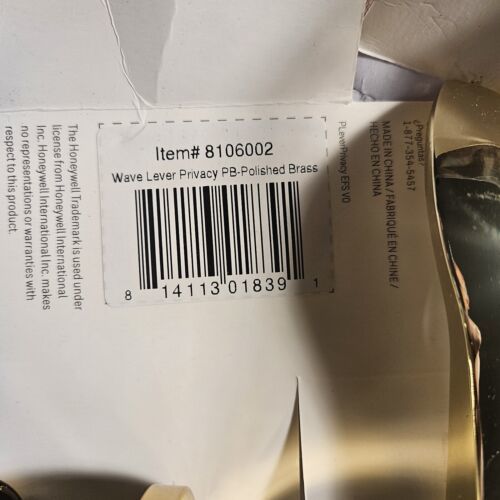 Item# 8106002
Wave Lever Privacy PB-Polished Brass
8 14113 01839 1
The Honeywell Trademark is used under
license from Honeywell International
Inc. Honeywell International Inc. makes
no representations or warranties with
respect to this product.
¿Preguntas?
1-877-354-5457
MADE IN CHINA / FABRIQUÉ EN CHINE /
HECHO EN CHINA
PLeverPrivacy EFS V0